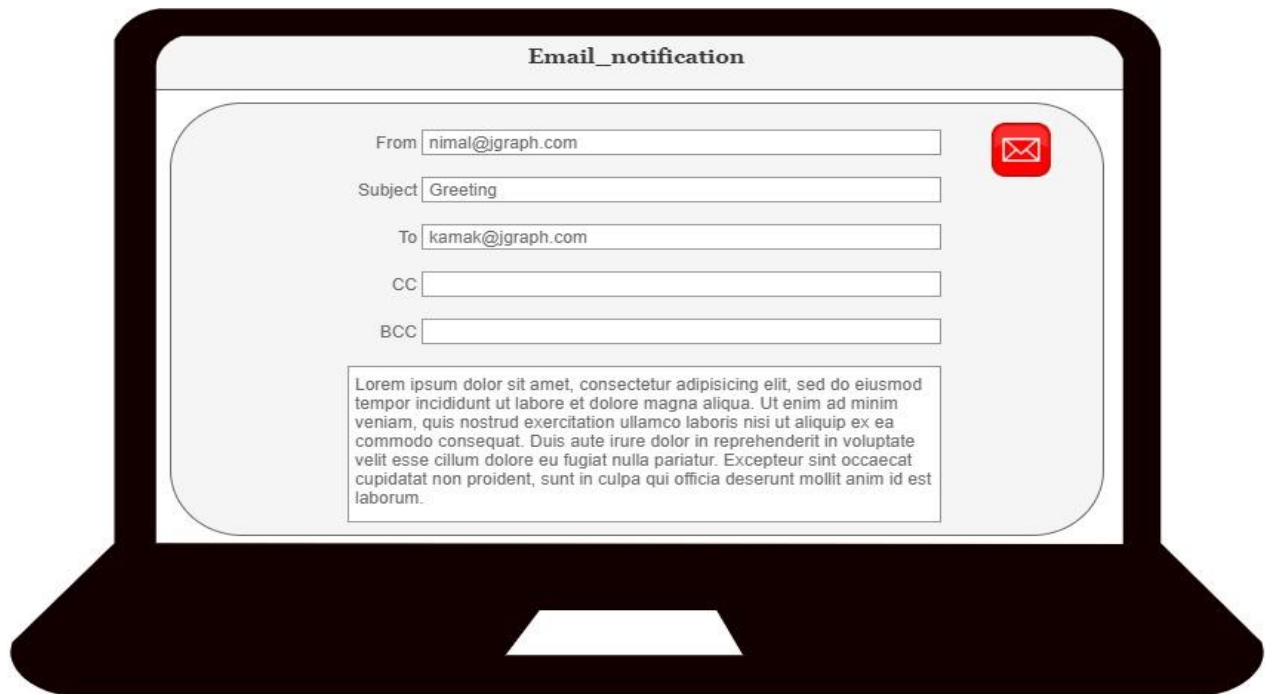 Email_notification
From nimal@jgraph.com
Subject Greeting
To kamak@jgraph.com
CC
BCC
Lorem ipsum dolor sit amet, consectetur adipisicing elit, sed do eiusmod
tempor incididunt ut labore et dolore magna aliqua. Ut enim ad minim
veniam, quis nostrud exercitation ullamco laboris nisi ut aliquip ex ea
commodo consequat. Duis aute irure dolor in reprehenderit in voluptate
velit esse cillum dolore eu fugiat nulla pariatur. Excepteur sint occaecat
cupidatat non proident, sunt in culpa qui officia deserunt mollit anim id est
laborum.